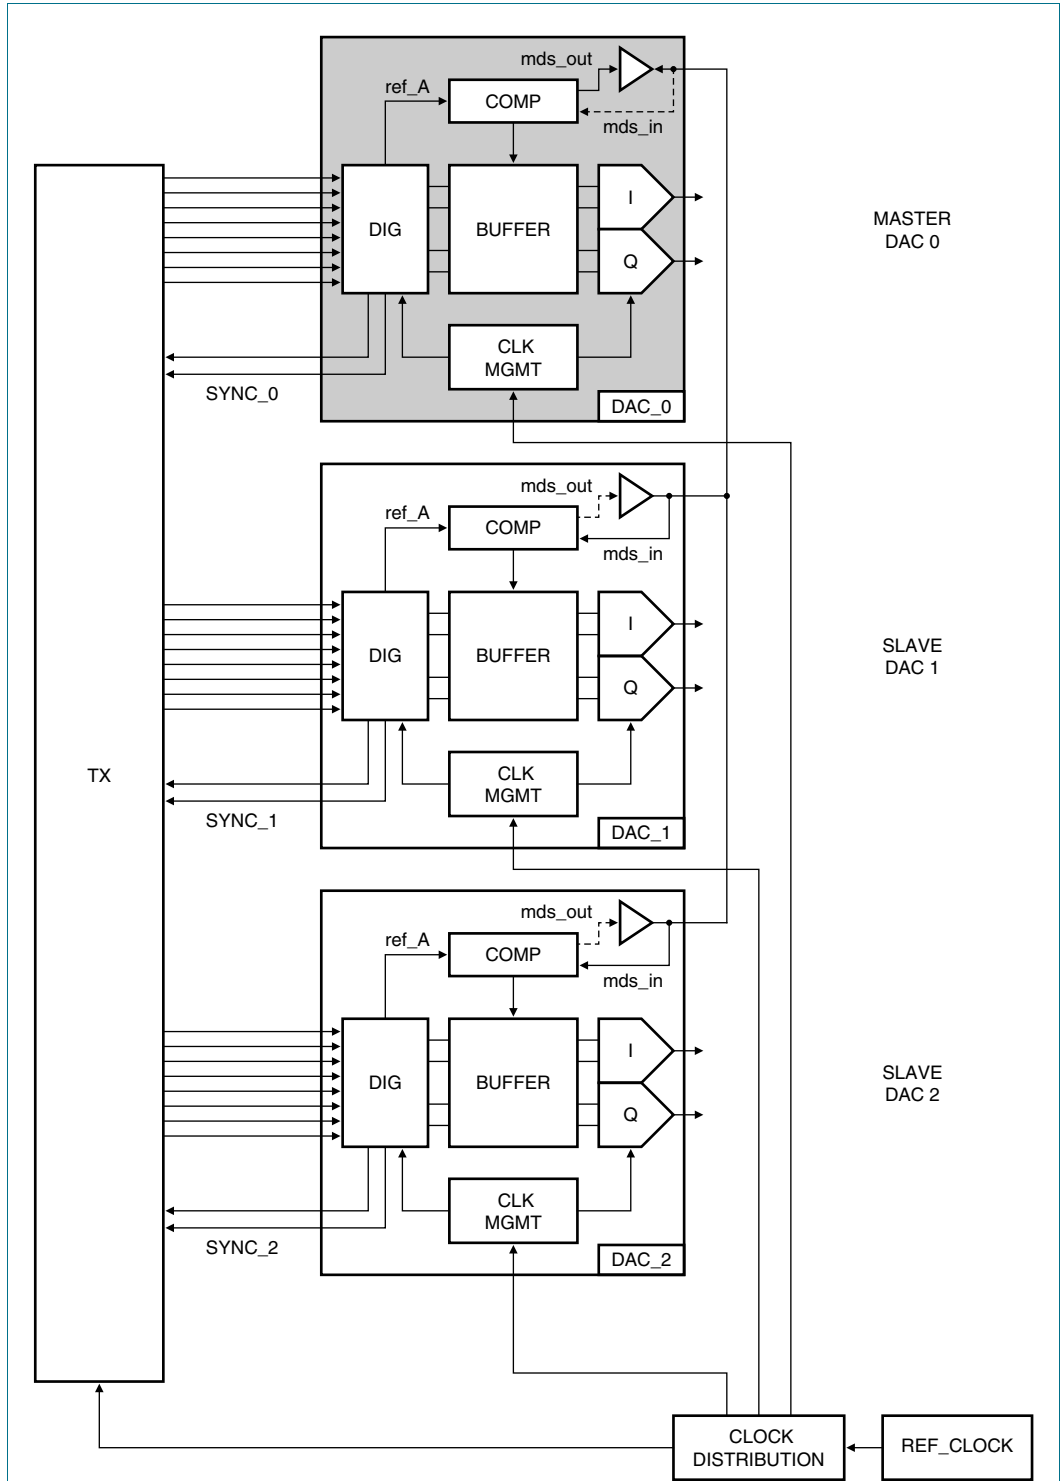 mds_out
ref_A
COMP
mds_in
DIG
BUFFER
I
Q
MASTER
DAC 0
CLK
MGMT
SYNC_0
DAC_0
mds_out
ref_A
COMP
mds_in
DIG
BUFFER
I
Q
SLAVE
DAC 1
TX
CLK
MGMT
SYNC_1
DAC_1
mds_out
ref_A
COMP
mds_in
DIG
BUFFER
I
Q
SLAVE
DAC 2
CLK
MGMT
SYNC_2
DAC_2
CLOCK
DISTRIBUTION
REF_CLOCK